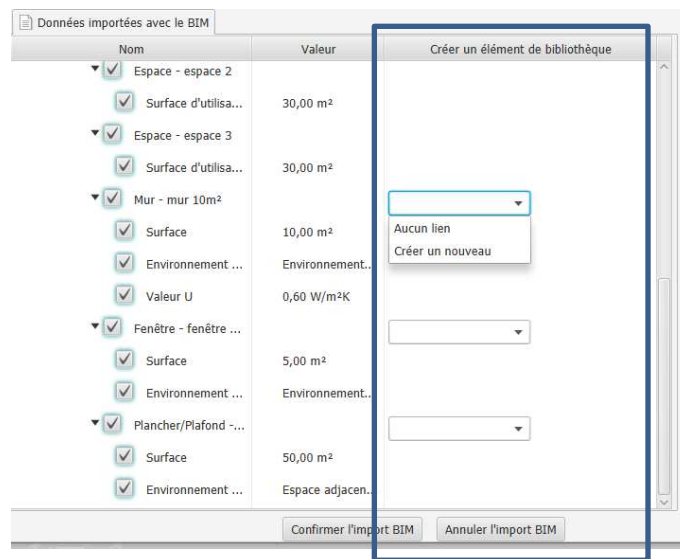 Données importées avec le BIM
Nom Valeur Créer un élément de bibliothèque
Espace - espace 2
Surface d'utilisa... 30,00 m²
Espace - espace 3
Surface d'utilisa... 30,00 m²
Mur - mur 10m²
Aucun lien
Surface 10,00 m²
Créer un nouveau
Environnement ... Environnement...
Valeur U 0,60 W/m²K
Fenêtre - fenêtre ...
Surface 5,00 m²
Environnement ... Environnement...
Plancher/Plafond -...
Surface 50,00 m²
Environnement ... Espace adjacen...
Confirmer l'import BIM Annuler l'import BIM